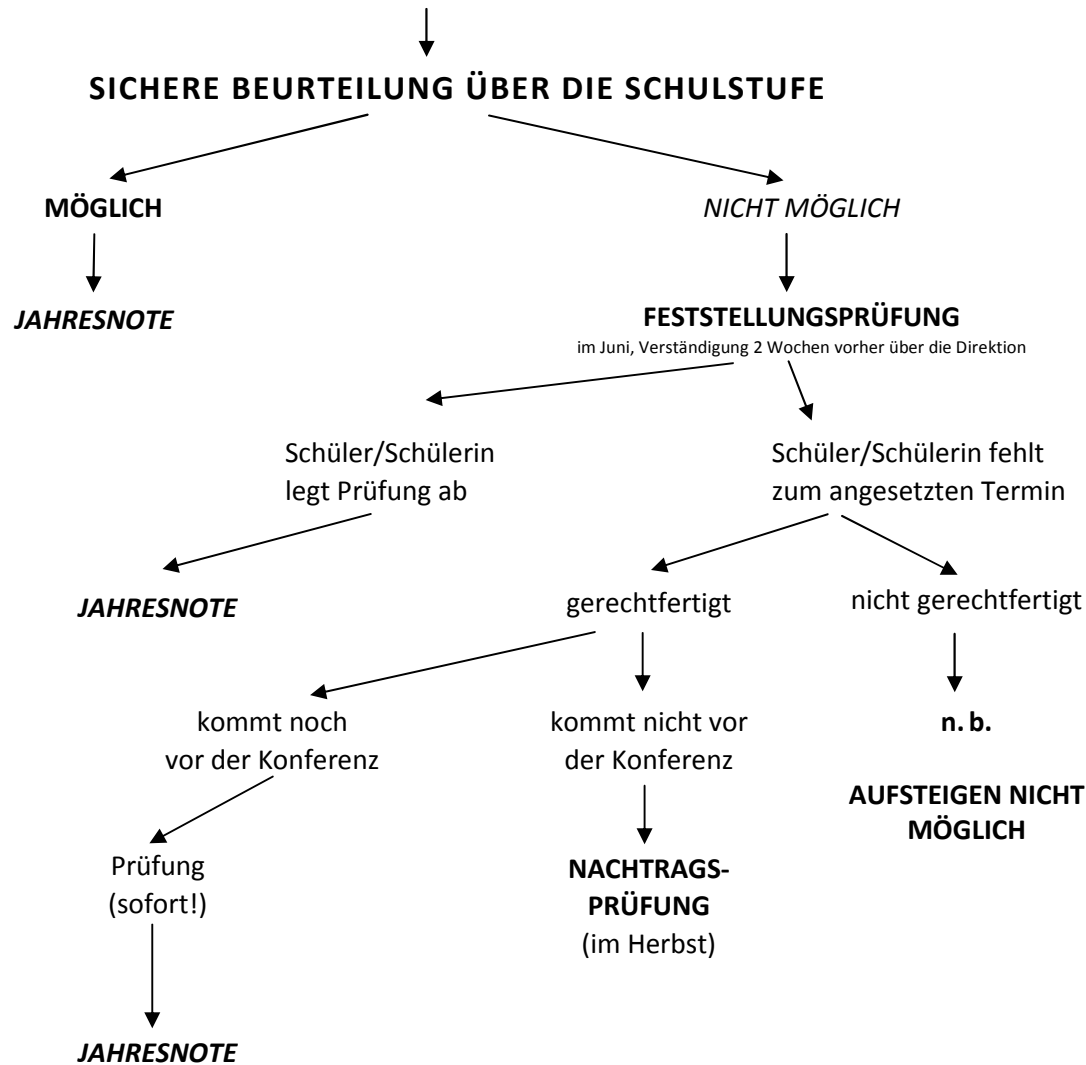 SICHERE BEURTEILUNG ÜBER DIE SCHULSTUFE
MÖGLICH
NICHT MÖGLICH
JAHRESNOTE
FESTSTELLUNGSPRÜFUNG
im Juni, Verständigung 2 Wochen vorher über die Direktion
Schüler/Schülerin
legt Prüfung ab
Schüler/Schülerin fehlt
zum angesetzten Termin
JAHRESNOTE
gerechtfertigt
nicht gerechtfertigt
kommt noch
vor der Konferenz
kommt nicht vor
der Konferenz
n. b.
AUFSTEIGEN NICHT
MÖGLICH
Prüfung
(sofort!)
NACHTRAGS-
PRÜFUNG
(im Herbst)
JAHRESNOTE